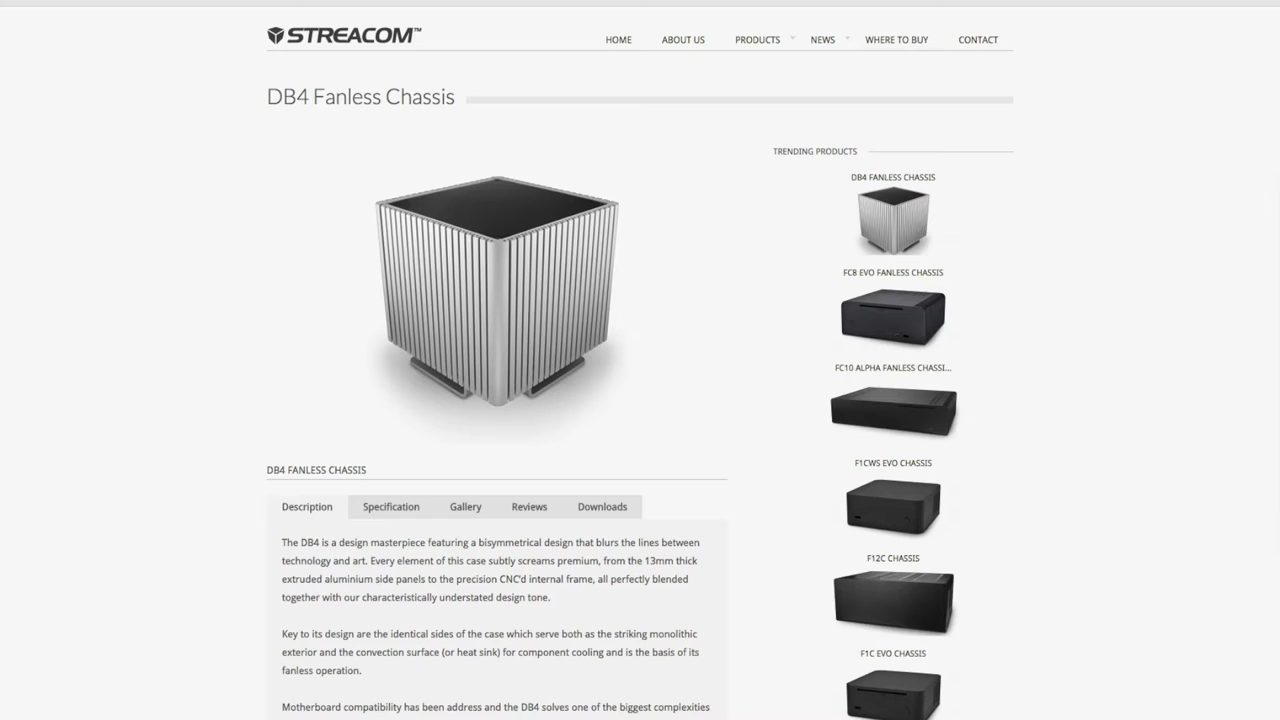 STREACOM™
HOME
ABOUT US
PRODUCTS
NEWS
WHERE TO BUY
CONTACT
DB4 Fanless Chassis
TRENDING PRODUCTS
DB4 FANLESS CHASSIS
FC8 EVO FANLESS CHASSIS
FC10 ALPHA FANLESS CHASSI...
F1CWS EVO CHASSIS
F12C CHASSIS
F1C EVO CHASSIS
DB4 FANLESS CHASSIS
Description
Specification
Gallery
Reviews
Downloads
The DB4 is a design masterpiece featuring a bisymmetrical design that blurs the lines between
technology and art. Every element of this case subtly screams premium, from the 13mm thick
extruded aluminium side panels to the precision CNC'd internal frame, all perfectly blended
together with our characteristically understated design tone.
Key to its design are the identical sides of the case which serve both as the striking monolithic
exterior and the convection surface (or heat sink) for component cooling and is the basis of its
fanless operation.
Motherboard compatibility has been address and the DB4 solves one of the biggest complexities